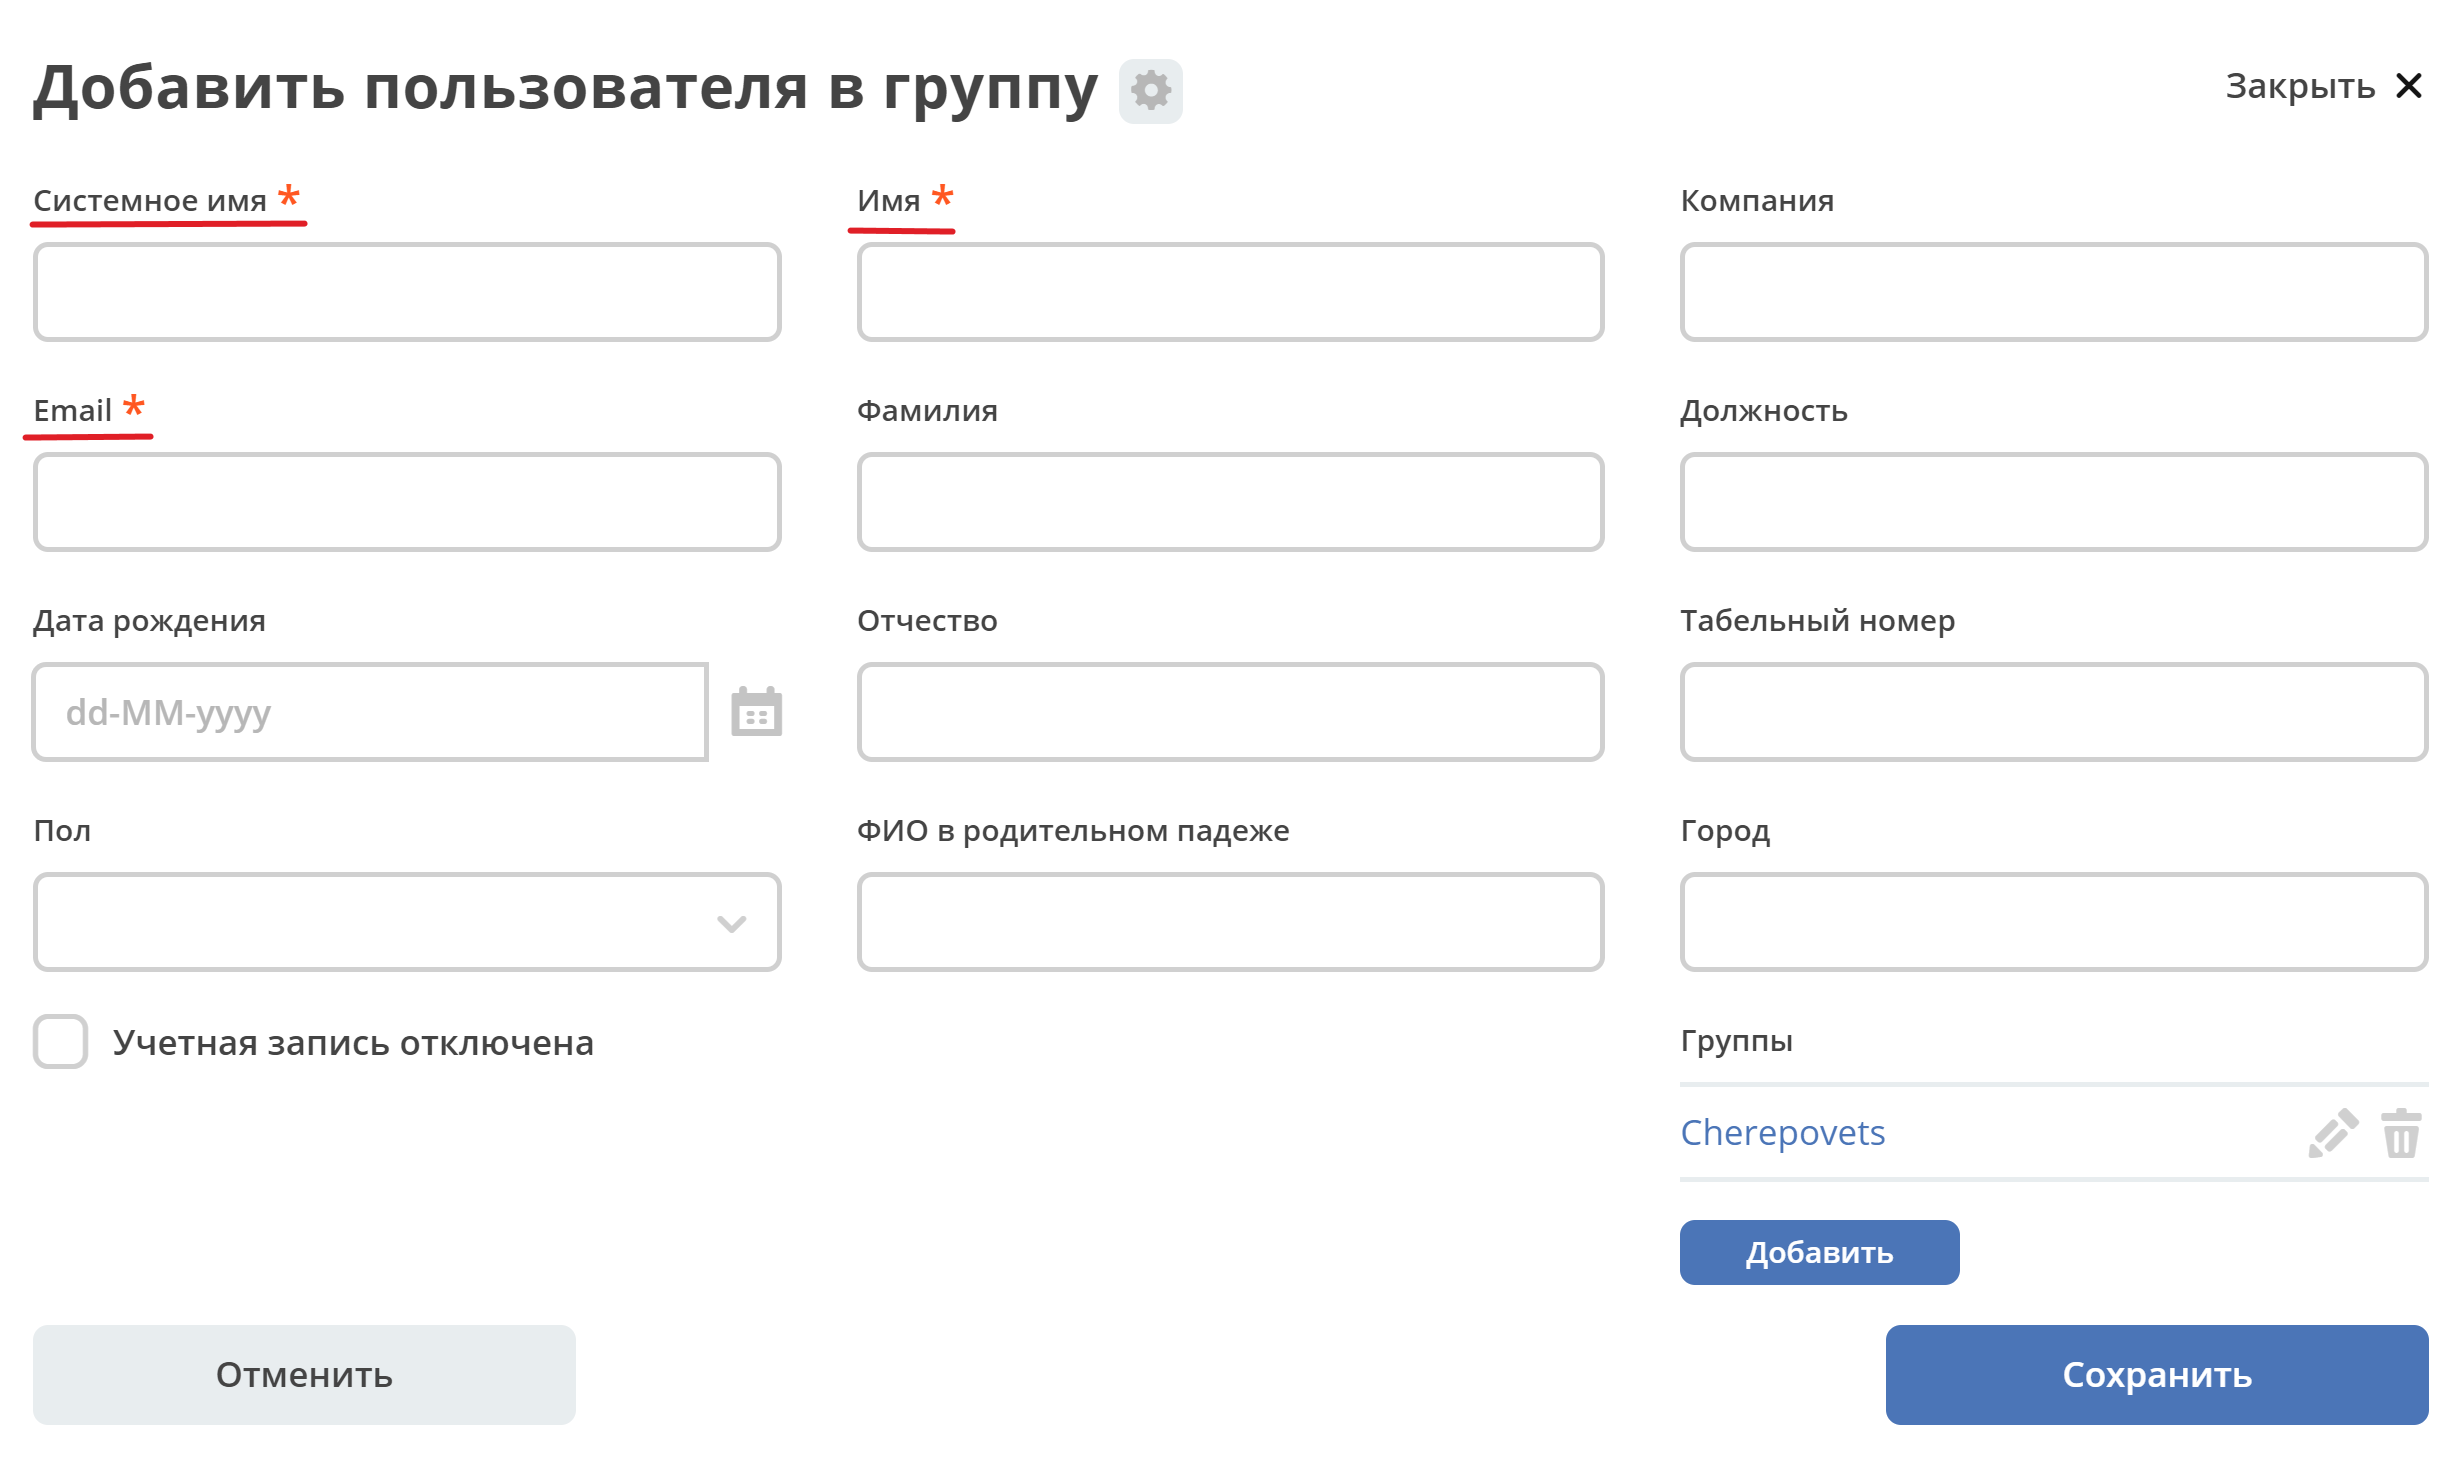 Добавить пользователя в группу
Закрыть
Системное имя *
Имя *
Компания
Email *
Фамилия
Должность
Дата рождения
Отчество
Табельный номер
dd-MM-yyyy
Пол
ФИО в родительном падеже
Город
Учетная запись отключена
Группы
Cherepovets
Добавить
Отменить
Сохранить